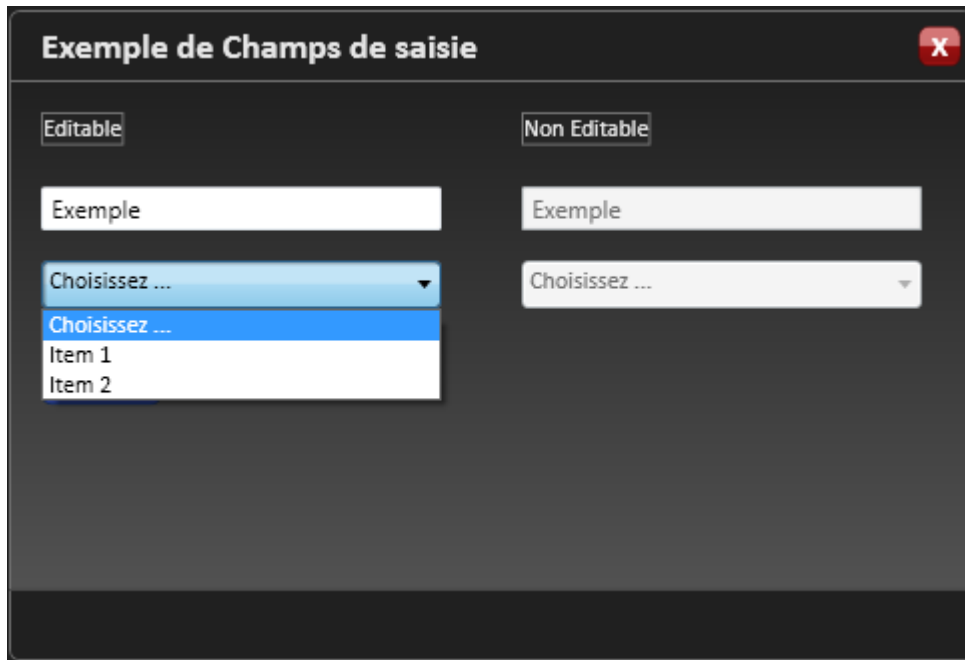 Exemple de Champs de saisie
X
Editable
Non Editable
Exemple
Exemple
Choisissez ...
Choisissez ...
Choisissez ...
Item 1
Item 2